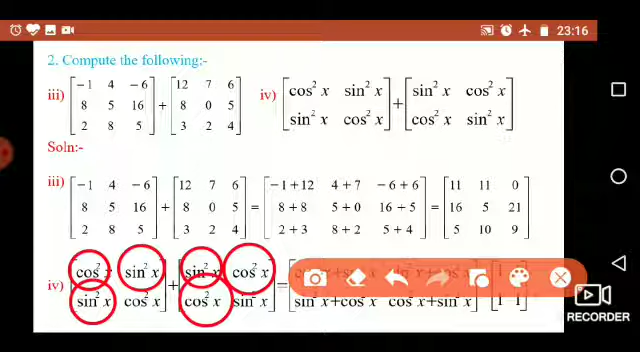 23:16
2. Compute the following:-
iii) [-1 4 -6; 8 5 16; 2 8 5] + [12 7 6; 8 0 5; 3 2 4] iv) [cos² x sin² x; sin² x cos² x] + [sin² x cos² x; cos² x sin² x]
Soln:-
iii) [-1 4 -6; 8 5 16; 2 8 5] + [12 7 6; 8 0 5; 3 2 4] = [-1+12 4+7 -6+6; 8+8 5+0 16+5; 2+3 8+2 5+4] = [11 11 0; 16 5 21; 5 10 9]
iv) [cos² x sin² x; sin² x cos² x] + [sin² x cos² x; cos² x sin² x] = [sin² x+cos² x cos² x+sin² x] [1 1]
RECORDER